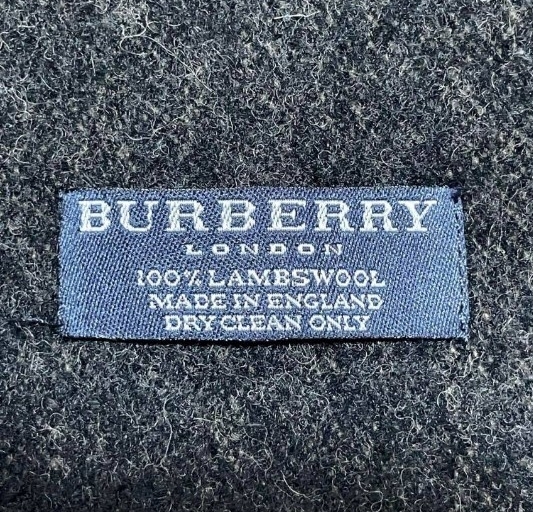 BURBERRY
LONDON
100% LAMBSWOOL
MADE IN ENGLAND
DRY CLEAN ONLY